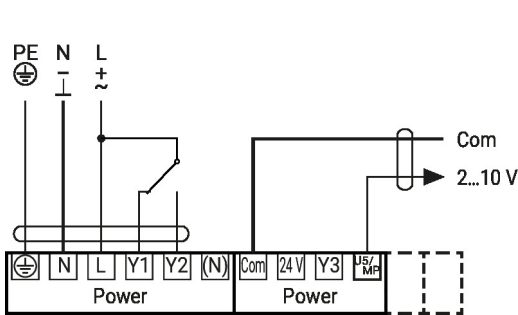 PE N L
– +
⊥ ~
Com
2...10 V
N L Y1 Y2 (N) Com 24 V Y3 U5/MP
Power Power